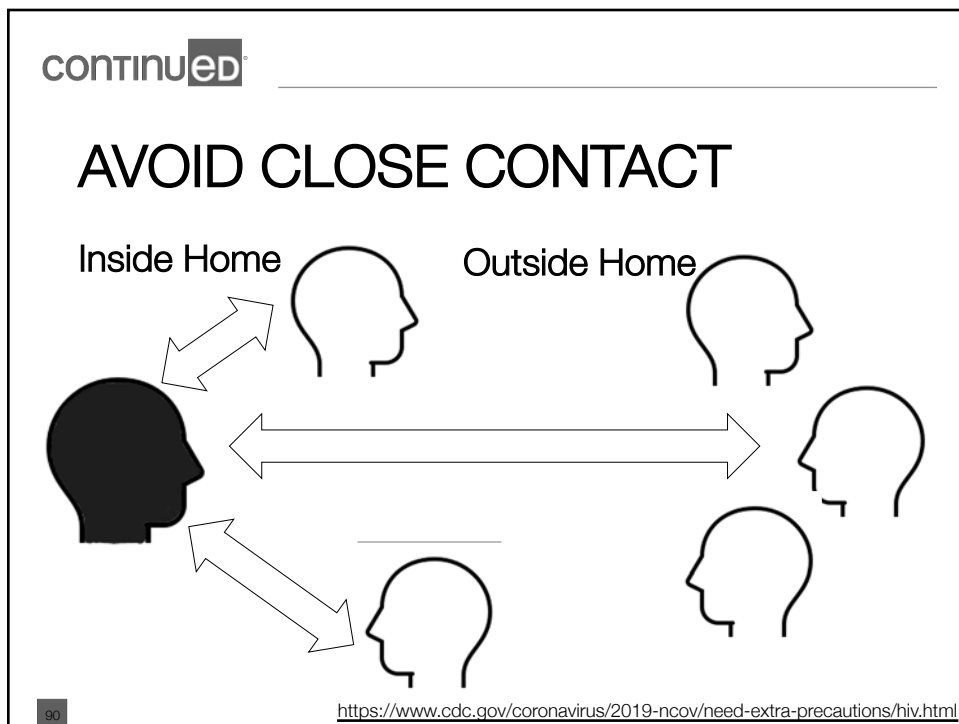 continued
AVOID CLOSE CONTACT
Inside Home
Outside Home
90
https://www.cdc.gov/coronavirus/2019-ncov/need-extra-precautions/hiv.html